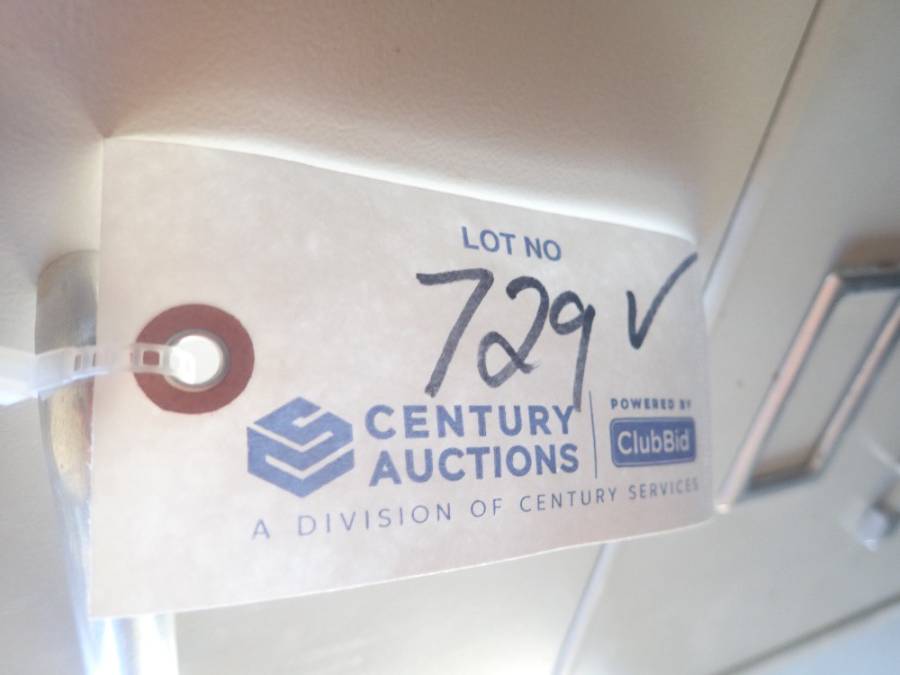 LOT NO
729 V
CENTURY
AUCTIONS
POWERED BY
ClubBid
A DIVISION OF CENTURY SERVICES